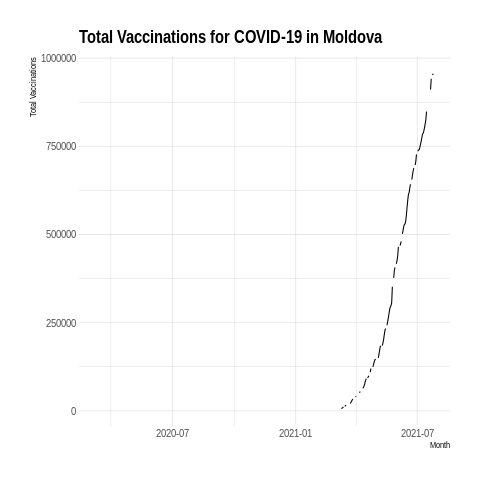 Total Vaccinations for COVID-19 in Moldova
Total Vaccinations
1000000
750000
500000
250000
0
2020-07
2021-01
2021-07
Month